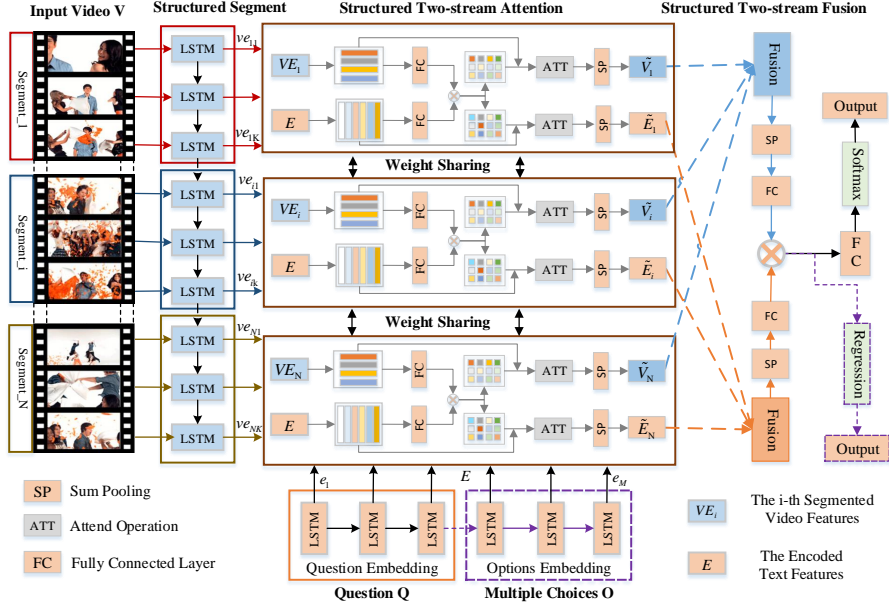 Input Video V
Structured Segment
Structured Two-stream Attention
Structured Two-stream Fusion
Segment_1
LSTM
LSTM
LSTM
ve11
ve1K
VE1
E
FC
FC
ATT
ATT
SP
SP
Ṽ1
Ẽ1
Weight Sharing
Segment_i
LSTM
LSTM
LSTM
vei1
veik
VEi
E
FC
FC
ATT
ATT
SP
SP
Ṽi
Ẽi
Weight Sharing
Segment_N
LSTM
LSTM
LSTM
veN1
veNK
VEN
E
FC
FC
ATT
ATT
SP
SP
ṼN
ẼN
Fusion
SP
FC
FC
SP
Fusion
Output
Softmax
FC
Regression
Output
e1
E
eM
LSTM
LSTM
LSTM
LSTM
LSTM
LSTM
Question Embedding
Options Embedding
Question Q
Multiple Choices O
SP
Sum Pooling
ATT
Attend Operation
FC
Fully Connected
Layer
VEi
The i-th Segmented
Video Features
E
The Encoded
Text Features